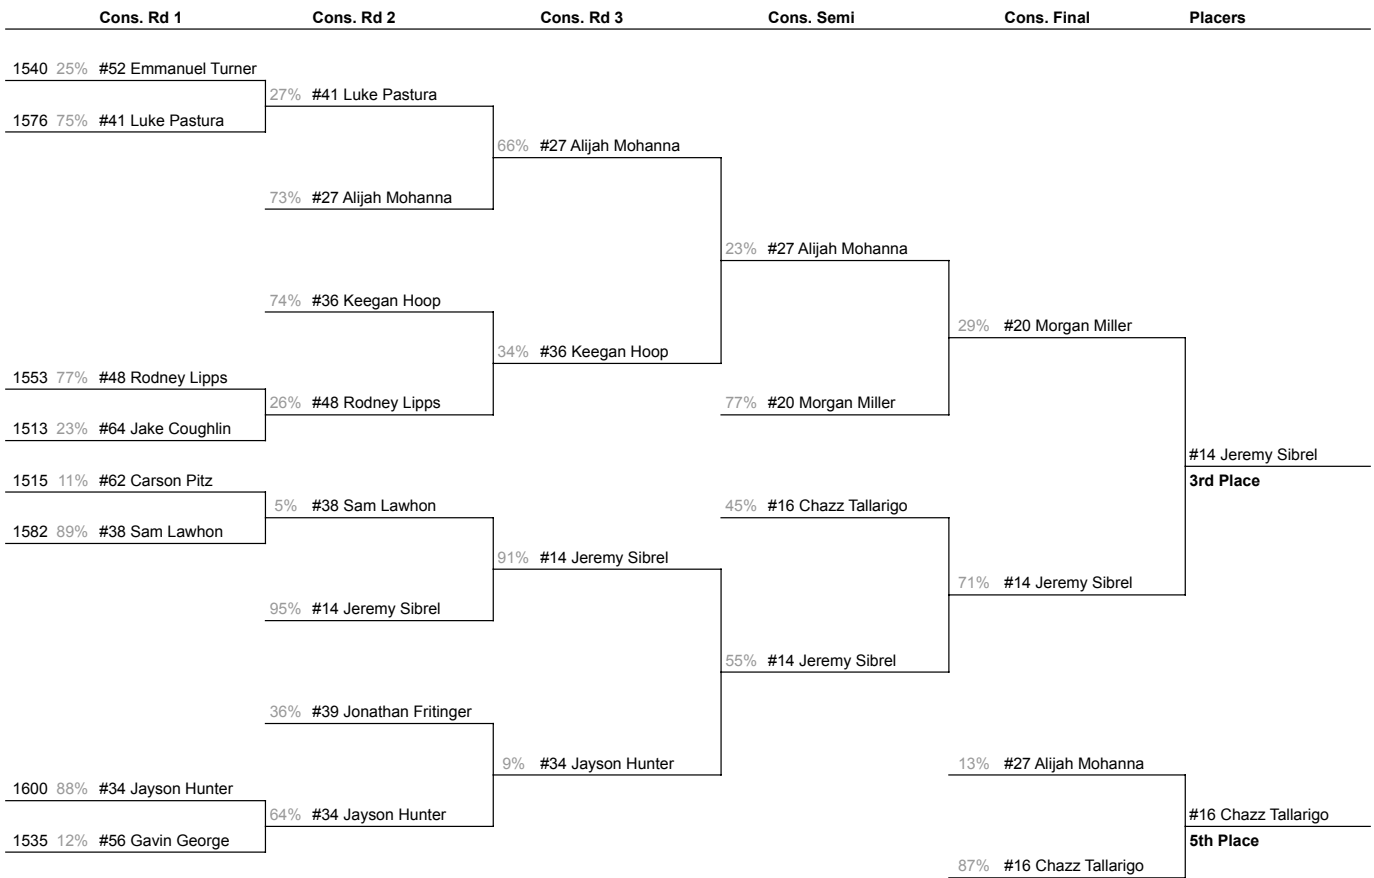 Cons. Rd 1 Cons. Rd 2 Cons. Rd 3 Cons. Semi Cons. Final Placers
1540 25% #52 Emmanuel Turner
27% #41 Luke Pastura
1576 75% #41 Luke Pastura
66% #27 Alijah Mohanna
73% #27 Alijah Mohanna
23% #27 Alijah Mohanna
74% #36 Keegan Hoop
29% #20 Morgan Miller
34% #36 Keegan Hoop
1553 77% #48 Rodney Lipps
26% #48 Rodney Lipps
77% #20 Morgan Miller
1513 23% #64 Jake Coughlin
#14 Jeremy Sibrel
1515 11% #62 Carson Pitz
3rd Place
5% #38 Sam Lawhon
45% #16 Chazz Tallarigo
1582 89% #38 Sam Lawhon
91% #14 Jeremy Sibrel
71% #14 Jeremy Sibrel
95% #14 Jeremy Sibrel
55% #14 Jeremy Sibrel
36% #39 Jonathan Fritinger
9% #34 Jayson Hunter
13% #27 Alijah Mohanna
1600 88% #34 Jayson Hunter
64% #34 Jayson Hunter
#16 Chazz Tallarigo
1535 12% #56 Gavin George
5th Place
87% #16 Chazz Tallarigo